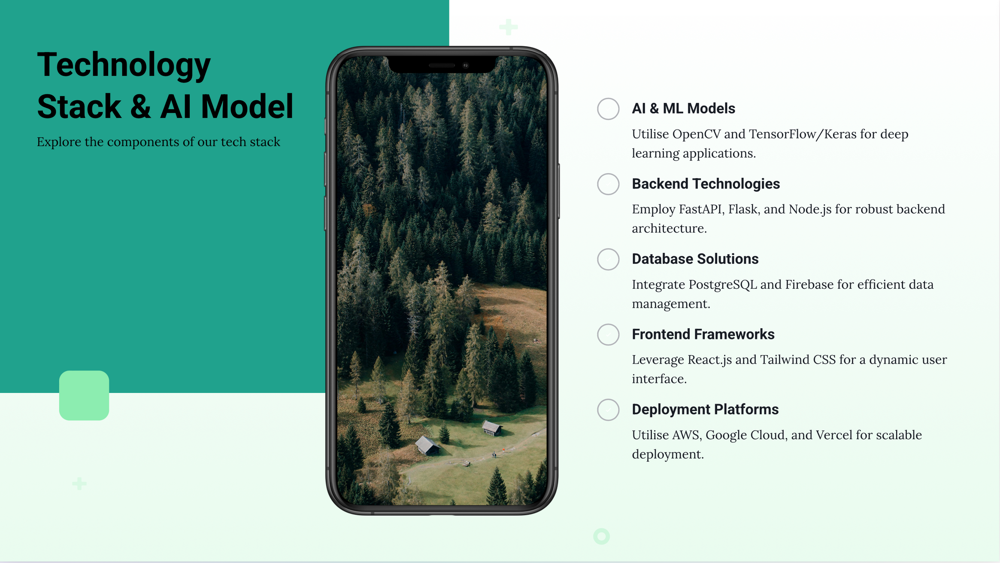 Technology
Stack & AI Model
Explore the components of our tech stack
AI & ML Models
Utilise OpenCV and TensorFlow/Keras for deep
learning applications.
Backend Technologies
Employ FastAPI, Flask, and Node.js for robust backend
architecture.
Database Solutions
Integrate PostgreSQL and Firebase for efficient data
management.
Frontend Frameworks
Leverage React.js and Tailwind CSS for a dynamic user
interface.
Deployment Platforms
Utilise AWS, Google Cloud, and Vercel for scalable
deployment.